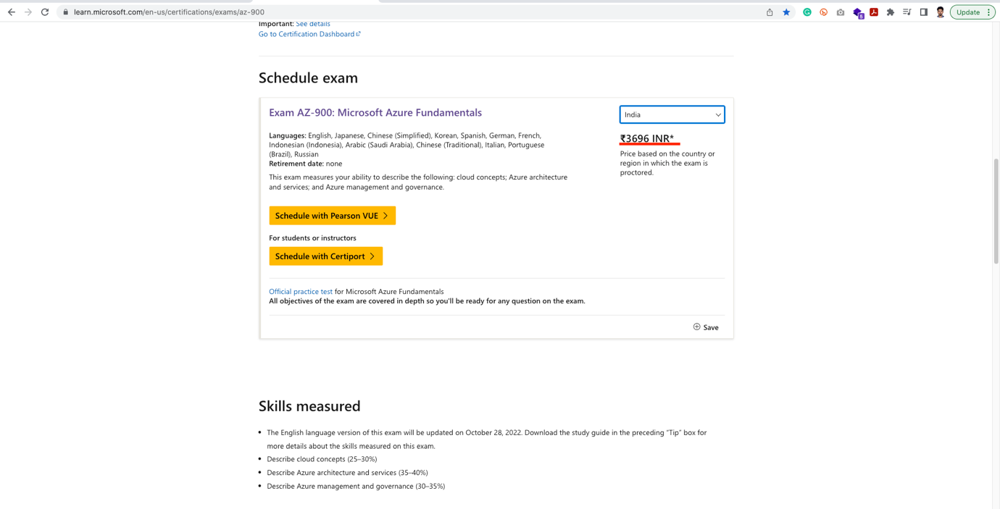 learn.microsoft.com/en-us/certifications/exams/az-900
5
Update
Important: See details
Go to Certification Dashboard
Schedule exam
Exam AZ-900: Microsoft Azure Fundamentals
India
Languages: English, Japanese, Chinese (Simplified), Korean, Spanish, German, French,
Indonesian (Indonesia), Arabic (Saudi Arabia), Chinese (Traditional), Italian, Portuguese
(Brazil), Russian
Retirement date: none
₹3696 INR*
Price based on the country or
region in which the exam is
proctored.
This exam measures your ability to describe the following: cloud concepts; Azure architecture
and services; and Azure management and governance.
Schedule with Pearson VUE
For students or instructors
Schedule with Certiport
Official practice test for Microsoft Azure Fundamentals
All objectives of the exam are covered in depth so you'll be ready for any question on the exam.
Save
Skills measured
• The English language version of this exam will be updated on October 28, 2022. Download the study guide in the preceding “Tip” box for
more details about the skills measured on this exam.
• Describe cloud concepts (25–30%)
• Describe Azure architecture and services (35–40%)
• Describe Azure management and governance (30–35%)